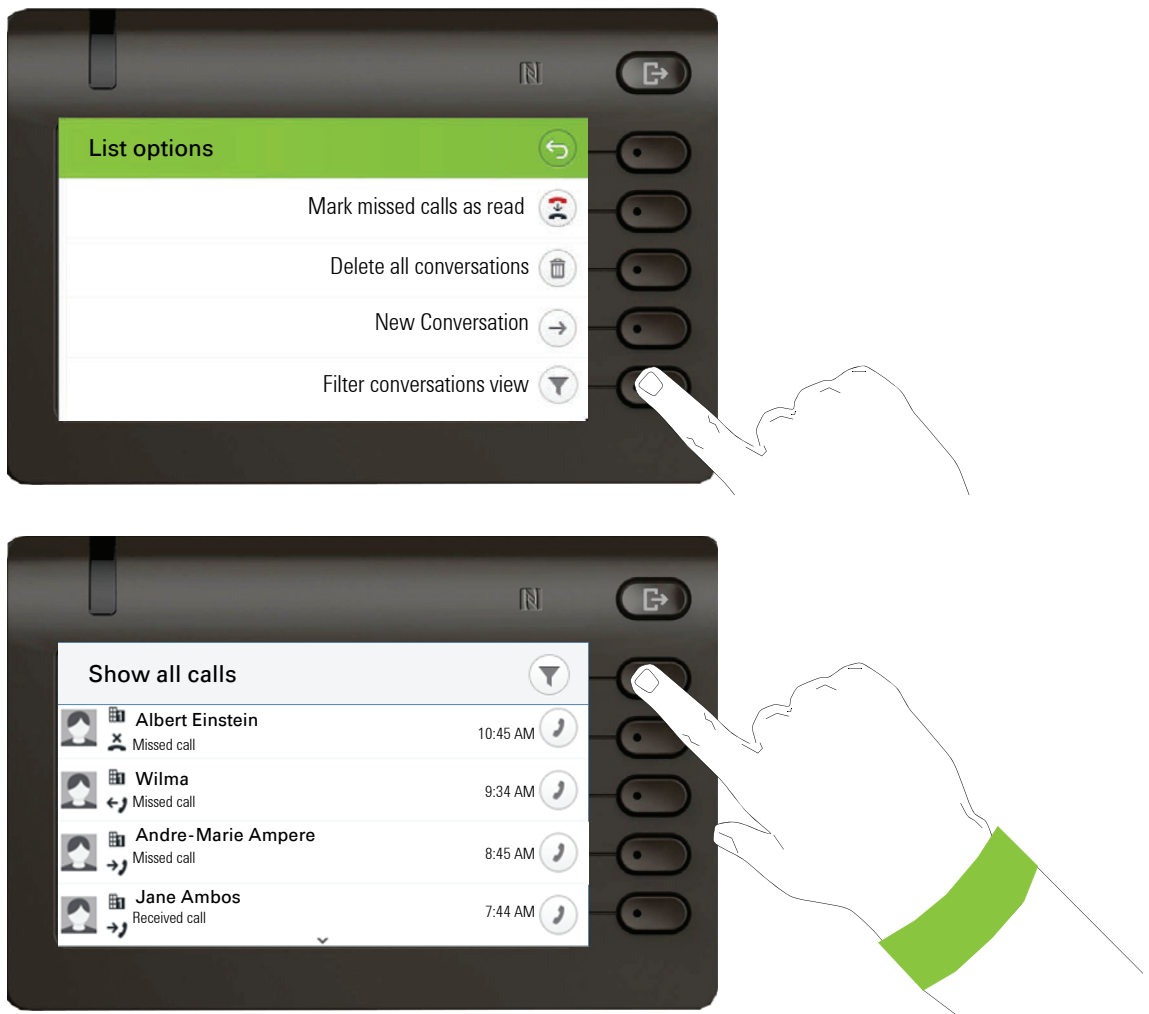 List options
Mark missed calls as read
Delete all conversations
New Conversation
Filter conversations view
Show all calls
Albert Einstein
Missed call
10:45 AM
Wilma
Missed call
9:34 AM
Andre-Marie Ampere
Missed call
8:45 AM
Jane Ambos
Received call
7:44 AM